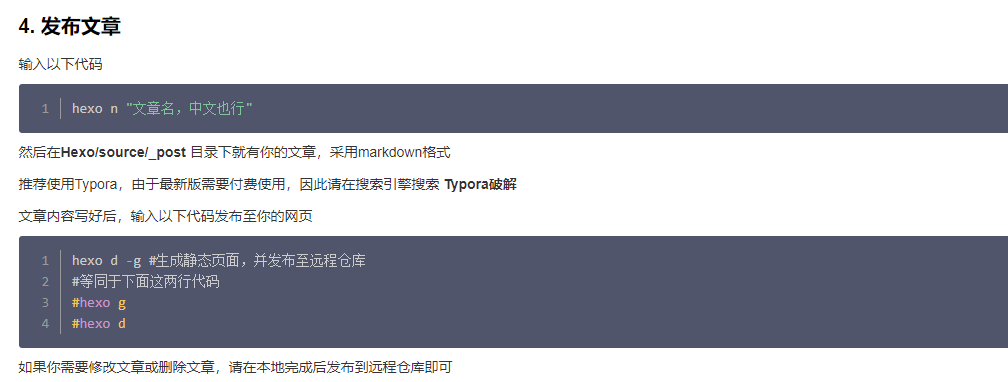 4. 发布文章
输入以下代码
1 hexo n "文章名，中文也行"
然后在Hexo/source/_post 目录下就有你的文章，采用markdown格式
推荐使用Typora，由于最新版需要付费使用，因此请在搜索引擎搜索 Typora破解
文章内容写好后，输入以下代码发布至你的网页
1 hexo d -g #生成静态页面，并发布至远程仓库
2 #等同于下面这两行代码
3 #hexo g
4 #hexo d
如果你需要修改文章或删除文章，请在本地完成后发布到远程仓库即可